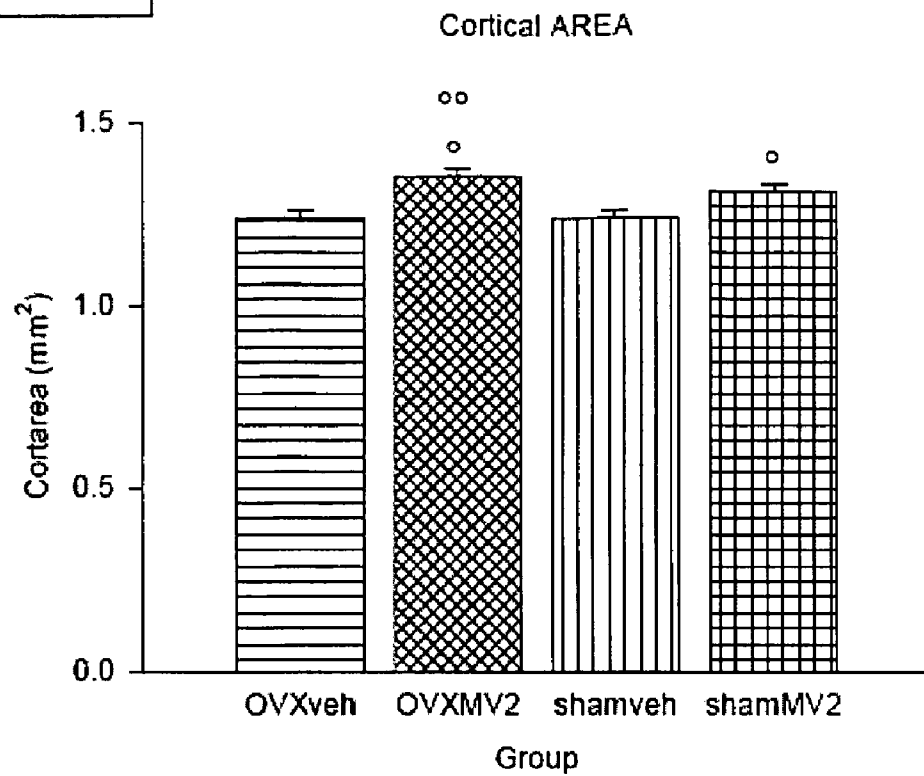 Cortical AREA
Cortarea (mm²)
1.5
1.0
0.5
0.0
OVXveh OVXMV2 shamveh shamMV2
Group